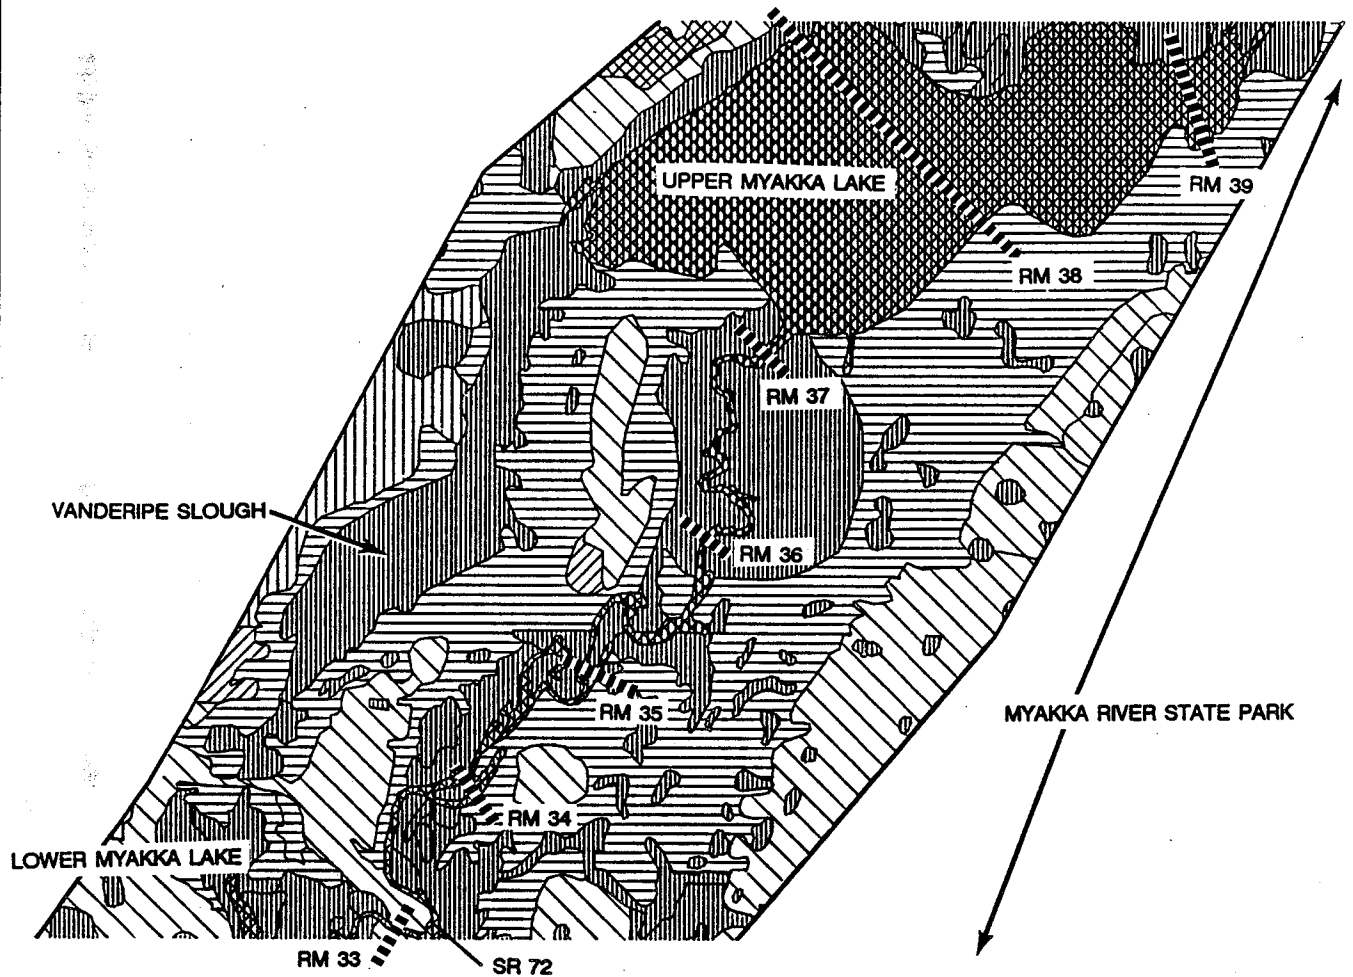 UPPER MYAKKA LAKE
RM 39
RM 38
RM 37
VANDERIPE SLOUGH
RM 36
RM 35
MYAKKA RIVER STATE PARK
RM 34
LOWER MYAKKA LAKE
RM 33
SR 72